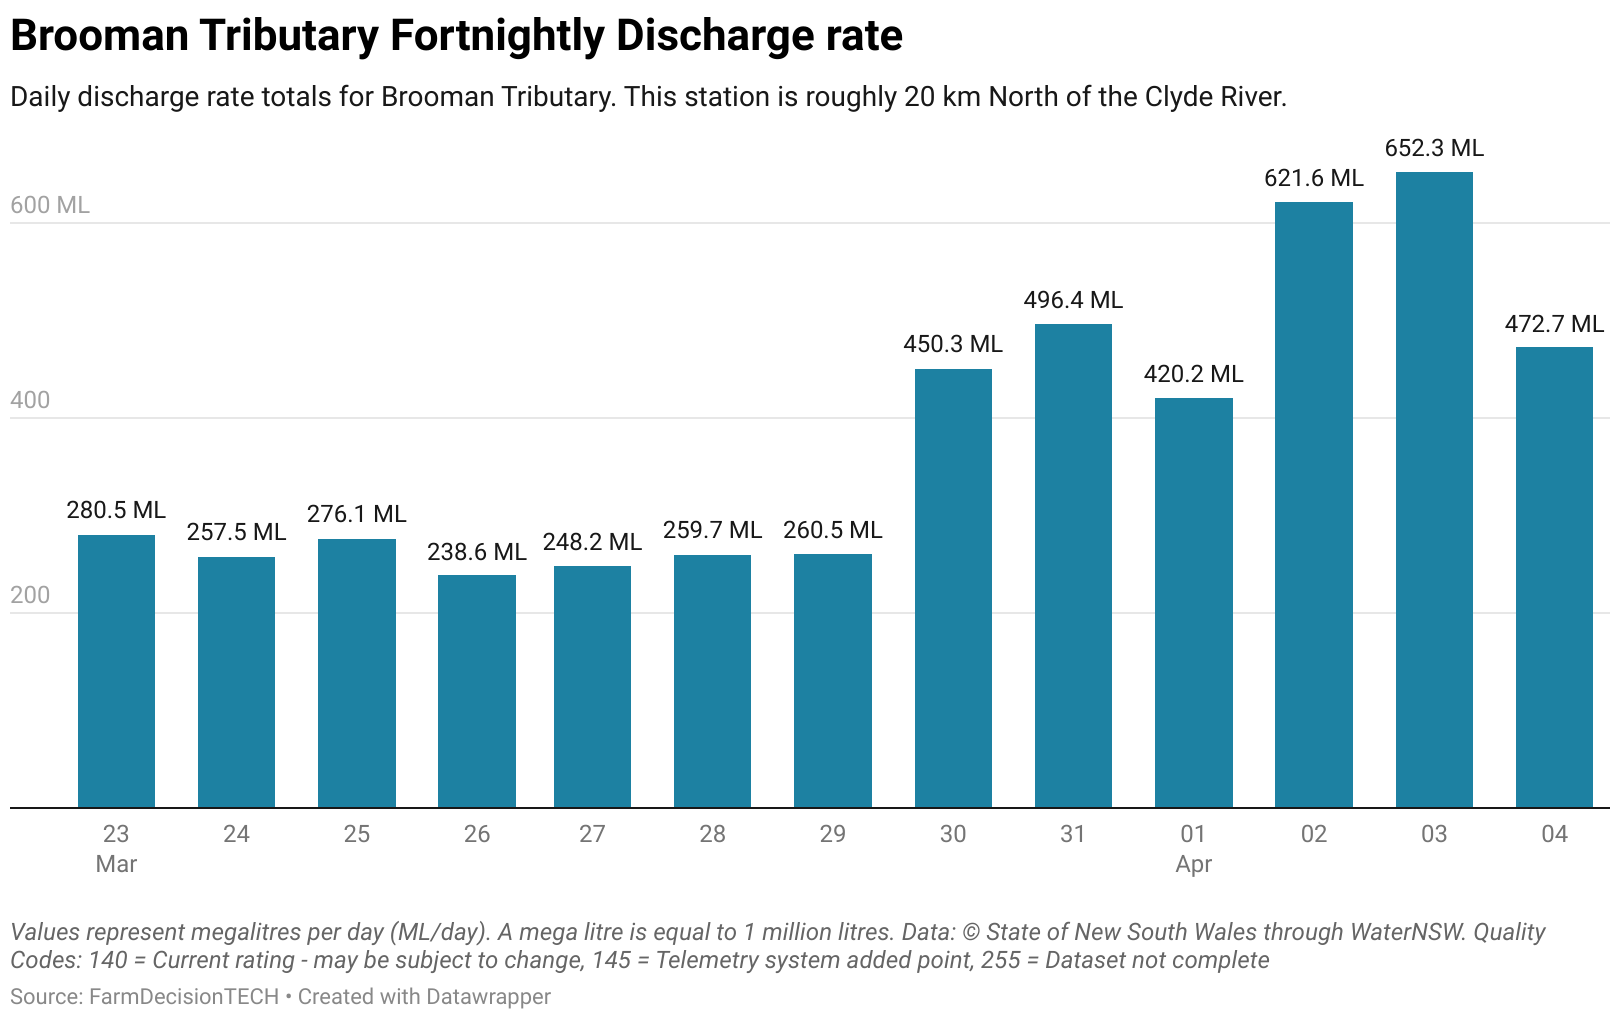 Brooman Tributary Fortnightly Discharge rate
Daily discharge rate totals for Brooman Tributary. This station is roughly 20 km North of the Clyde River.
600 ML
400
200
280.5 ML
257.5 ML
276.1 ML
238.6 ML
248.2 ML
259.7 ML
260.5 ML
450.3 ML
496.4 ML
420.2 ML
621.6 ML
652.3 ML
472.7 ML
23 24 25 26 27 28 29 30 31 01 02 03 04
Mar Apr
Values represent megalitres per day (ML/day). A mega litre is equal to 1 million litres. Data: © State of New South Wales through WaterNSW. Quality
Codes: 140 = Current rating - may be subject to change, 145 = Telemetry system added point, 255 = Dataset not complete
Source: FarmDecisionTECH • Created with Datawrapper